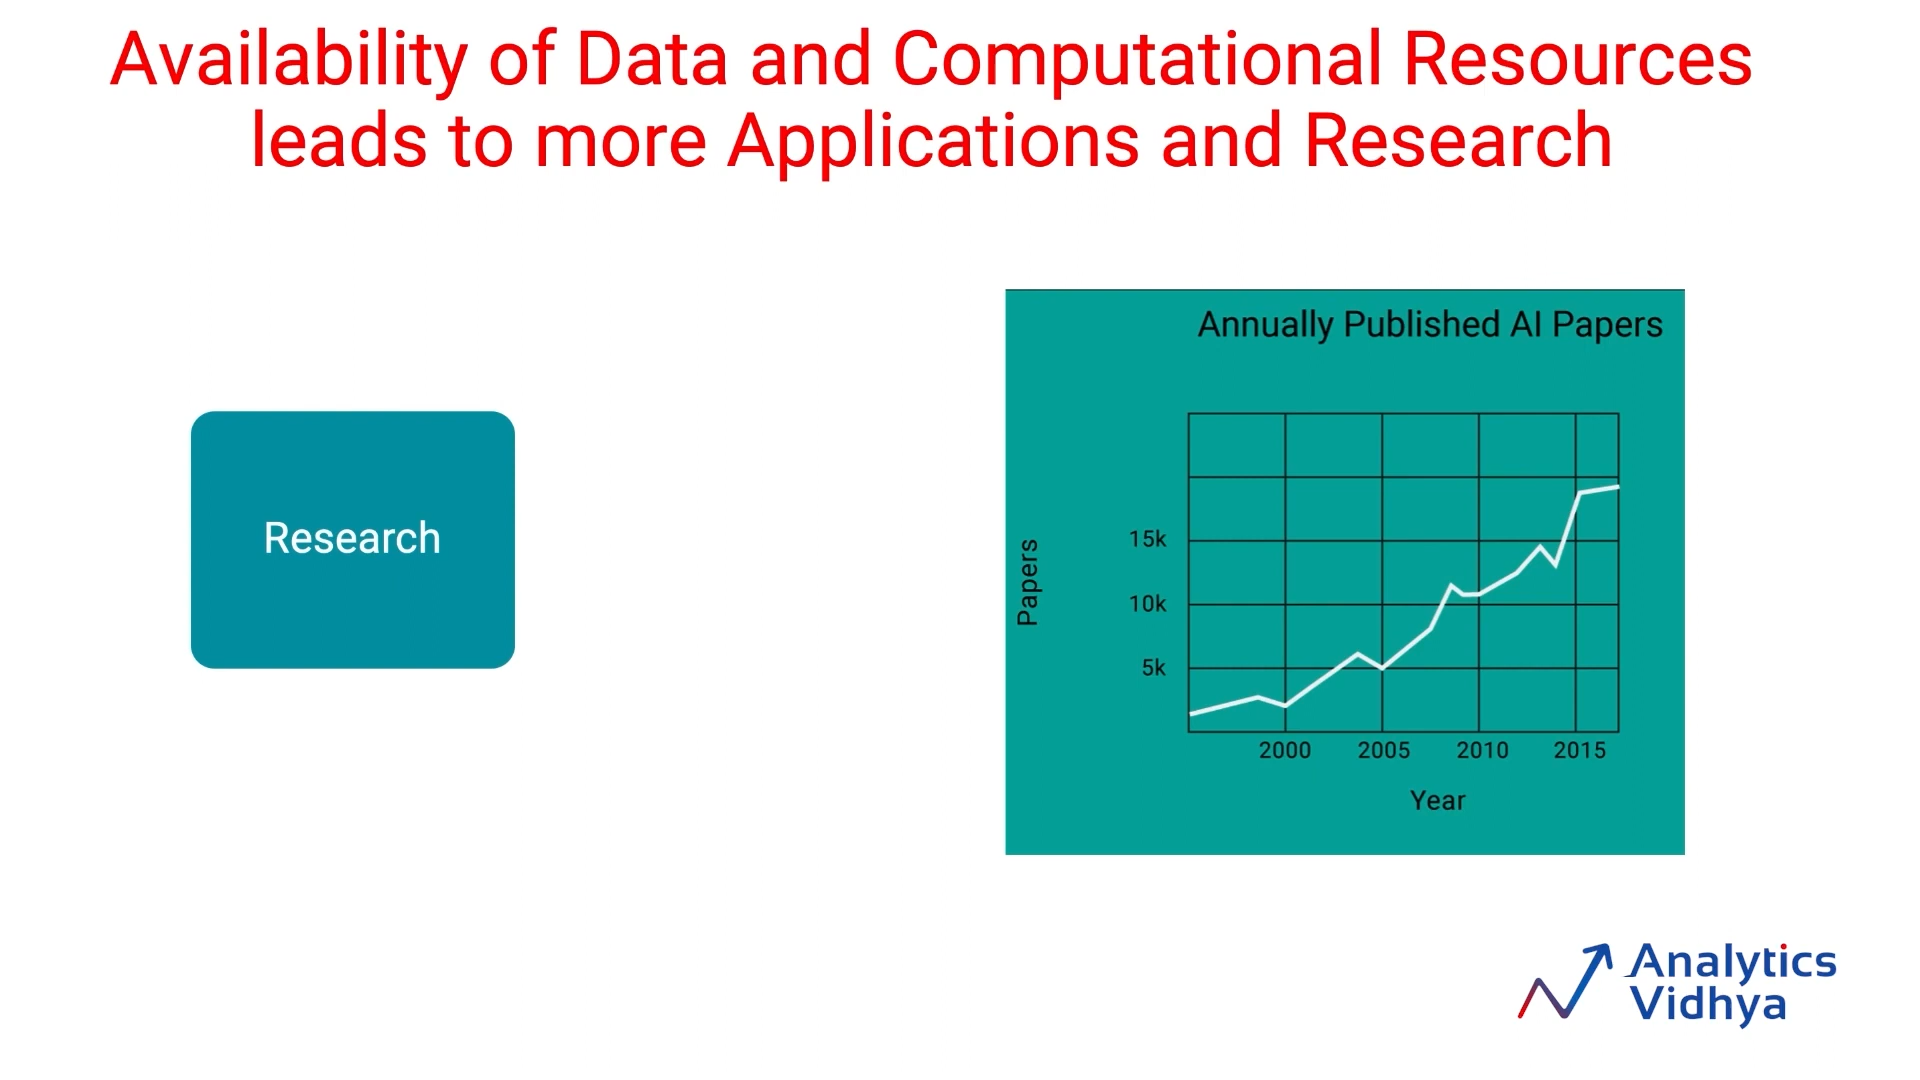 Availability of Data and Computational Resources
leads to more Applications and Research
Research
Annually Published AI Papers
Papers
15k
10k
5k
2000 2005 2010 2015
Year
Analytics
Vidhya